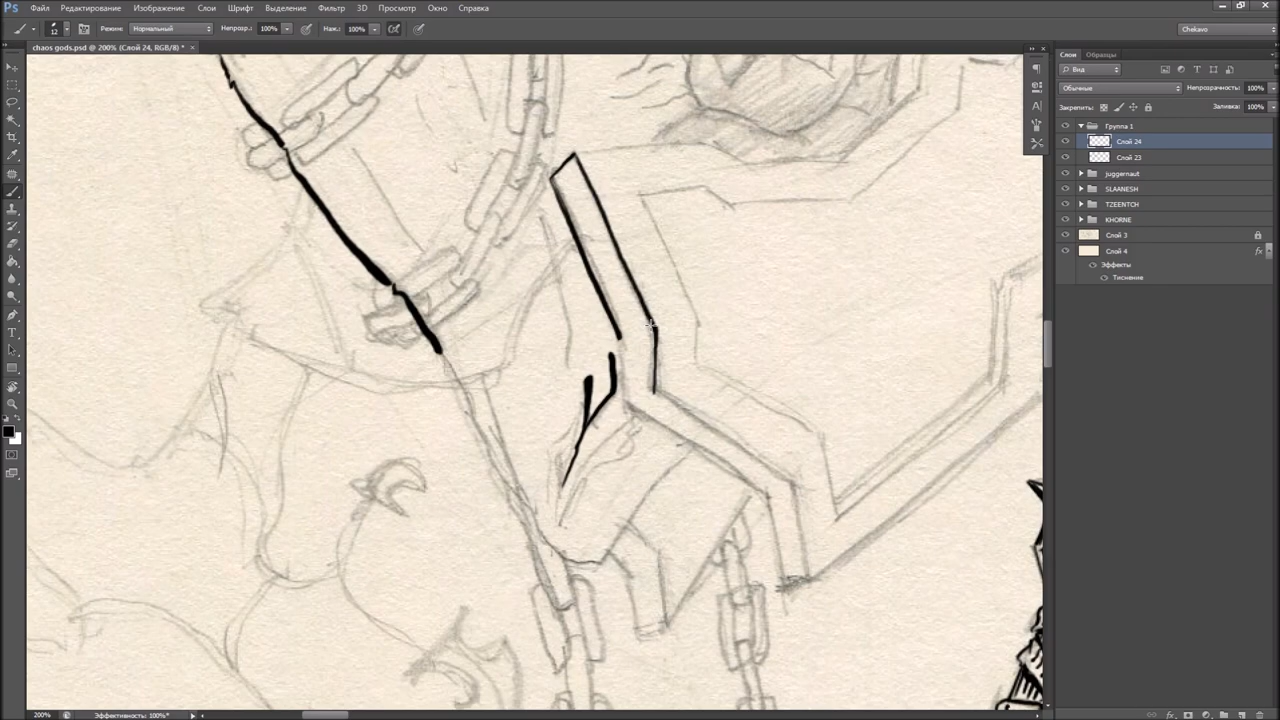 Ps Файл Редактирование Изображение Слои Шрифт Выделение Фильтр 3D Просмотр Окно Справка
12 Режим: Нормальный Непрозр.: 100% Наж.: 100% Chekavo
chaos gods.psd @ 200% (Слой 24, RGB/8) * ×
Слои Образцы
Вид
Обычные Непрозрачность: 100%
Закрепить: Заливка: 100%
Группа 1
Слой 24
Слой 23
juggernaut
SLAANESH
TZEENTCH
KHORNE
Слой 3
Слой 4 fx
Эффекты
Тиснение
200% Эффективность: 100%*